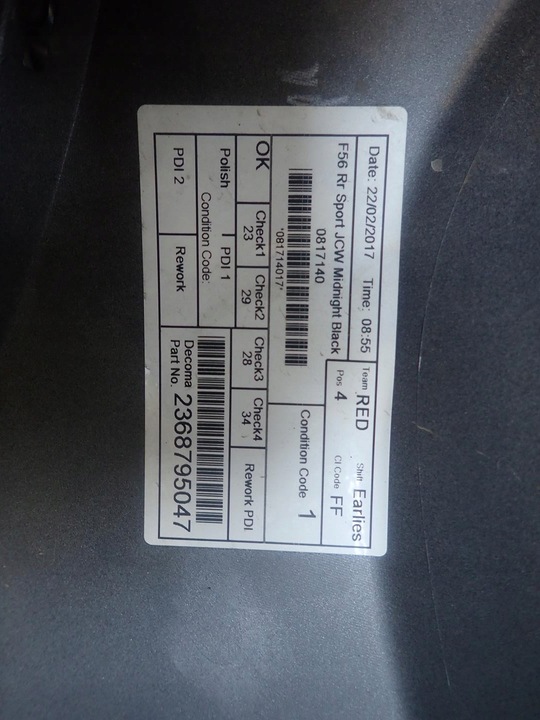 Date: 22/02/2017 Time: 08:55 Team RED Shift Earlies
F56 Rr Sport JCW Midnight Black Pos 4 CI Code FF
0817140
*081714017* Condition Code 1
OK Check1 23 Check2 29 Check3 28 Check4 34 Rework PDI
Polish PDI 1
Condition Code:
PDI 2 Rework
Decoma
Part No. 2368795047